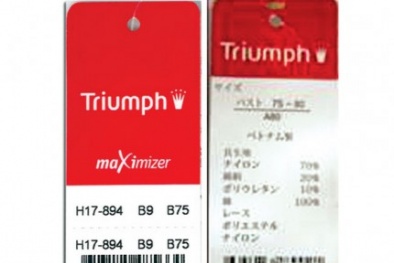 Triumph
maXimizer
H17-894 B9 B75
H17-894 B9 B75
Triumph
サイズ
バスト 75-80
A80
ベトナム製
ナイロン 70%
20%
ポリウレタン 10%
綿 100%
レース
ポリエステル
ナイロン